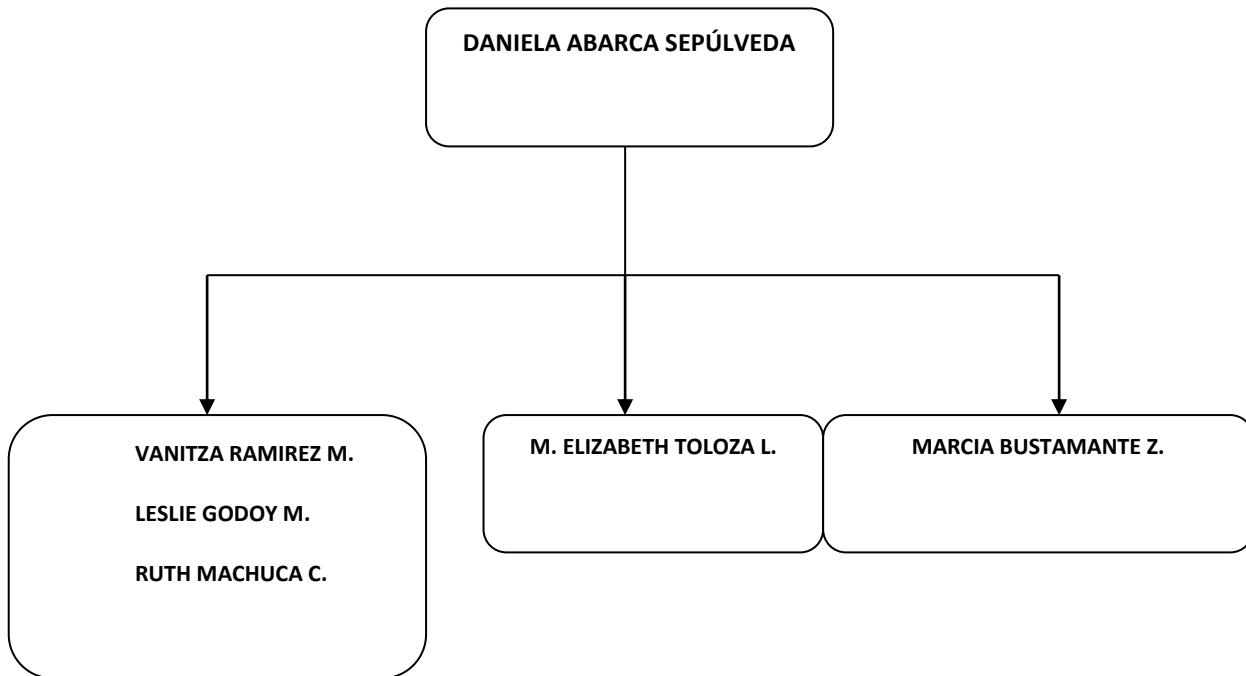 DANIELA ABARCA SEPÚLVEDA
VANITZA RAMIREZ M.
LESLIE GODOY M.
RUTH MACHUCA C.
M. ELIZABETH TOLOZA L.
MARCIA BUSTAMANTE Z.